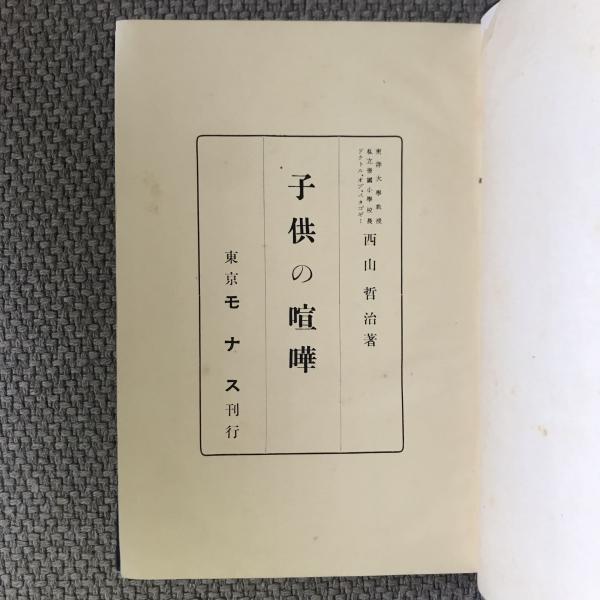 東洋大學教授
私立帝國小學校長
ドクトル、オブ、ペタゴギー
西山哲治著
子供の喧嘩
東京モナス刊行